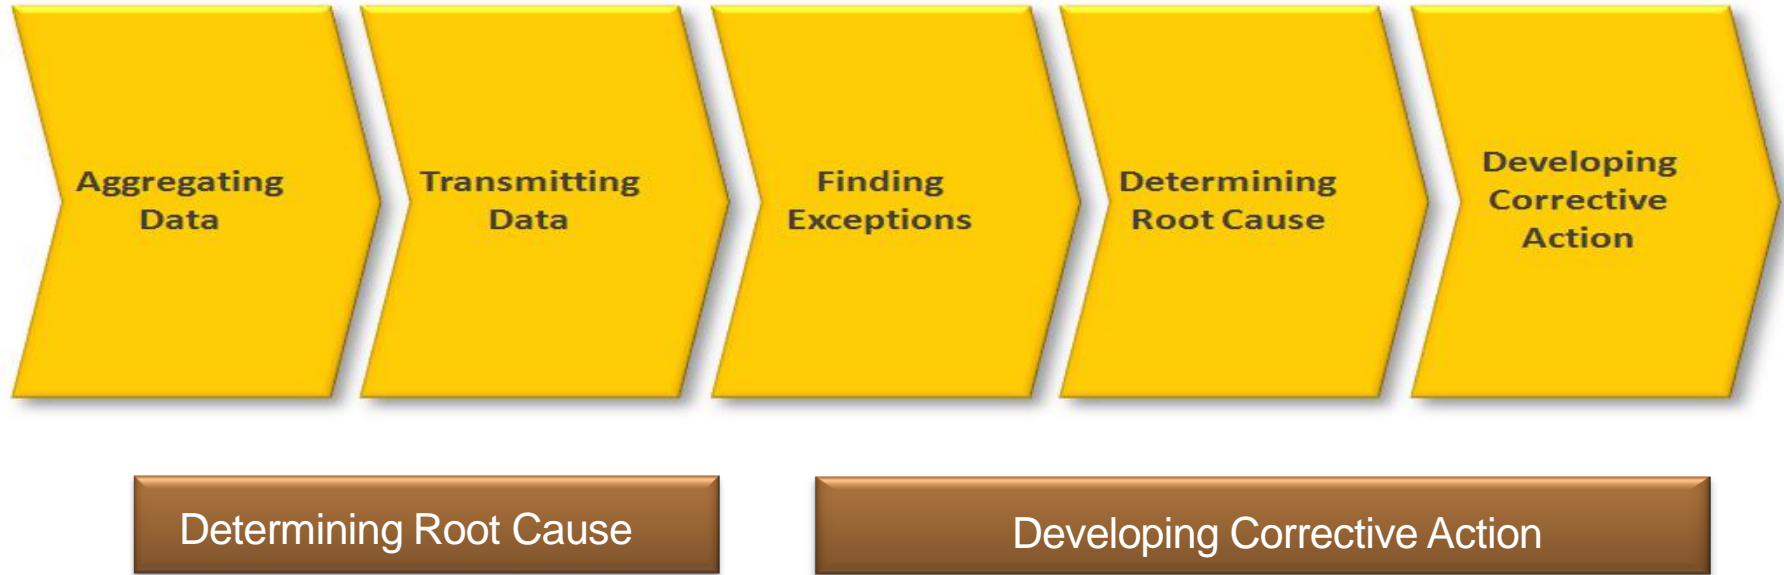 Aggregating
Data
Transmitting
Data
Finding
Exceptions
Determining
Root Cause
Developing
Corrective
Action
Determining Root Cause
Developing Corrective Action